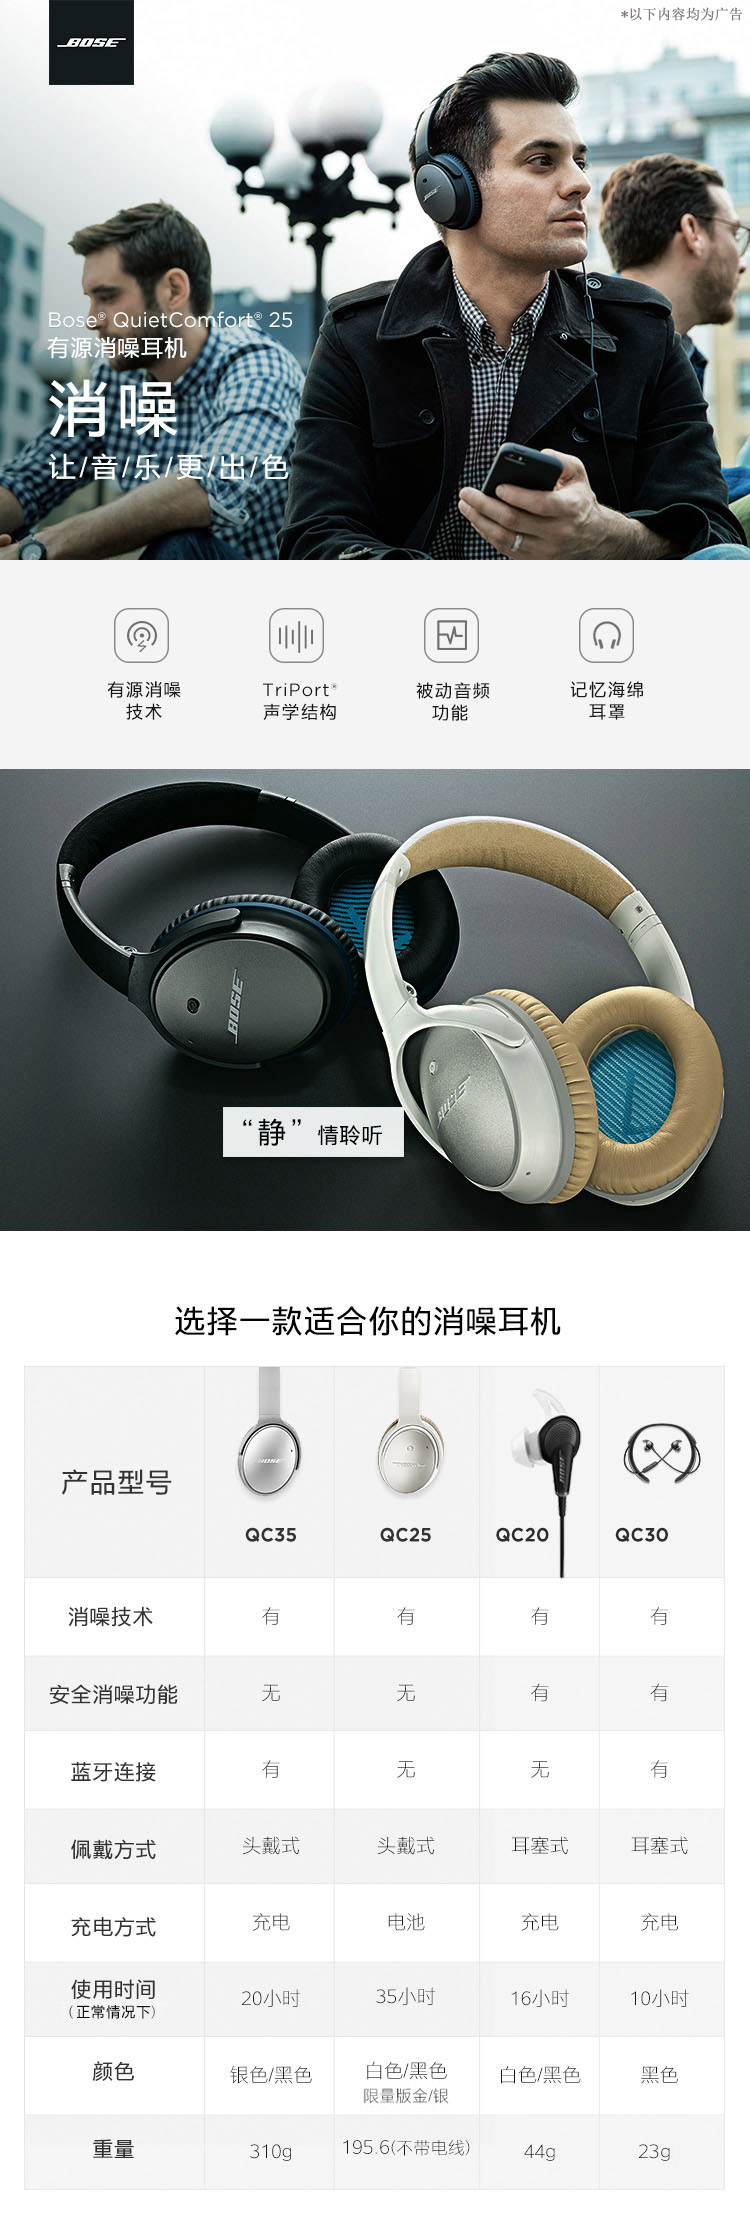 *以下内容均为广告
BOSE
Bose® QuietComfort® 25
有源消噪耳机
消噪
让/音/乐/更/出/色
有源消噪
技术
TriPort®
声学结构
被动音频
功能
记忆海绵
耳罩
BOSE
BOSE
“静” 情聆听
选择一款适合你的消噪耳机
产品型号 QC35 QC25 QC20 QC30
消噪技术 有 有 有 有
安全消噪功能 无 无 有 有
蓝牙连接 有 无 无 有
佩戴方式 头戴式 头戴式 耳塞式 耳塞式
充电方式 充电 电池 充电 充电
使用时间 20小时 35小时 16小时 10小时
(正常情况下)
颜色 银色/黑色 白色/黑色 白色/黑色 黑色
限量版金/银
重量 310g 195.6(不带电线) 44g 23g